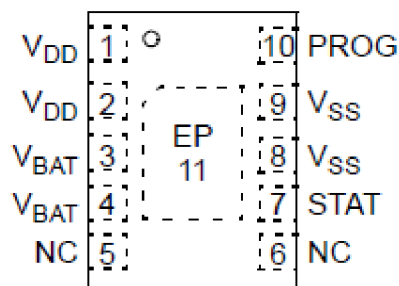 VDD 1 10 PROG
VDD 2 9 VSS
EP
VBAT 3 8 VSS
11
VBAT 4 7 STAT
NC 5 6 NC